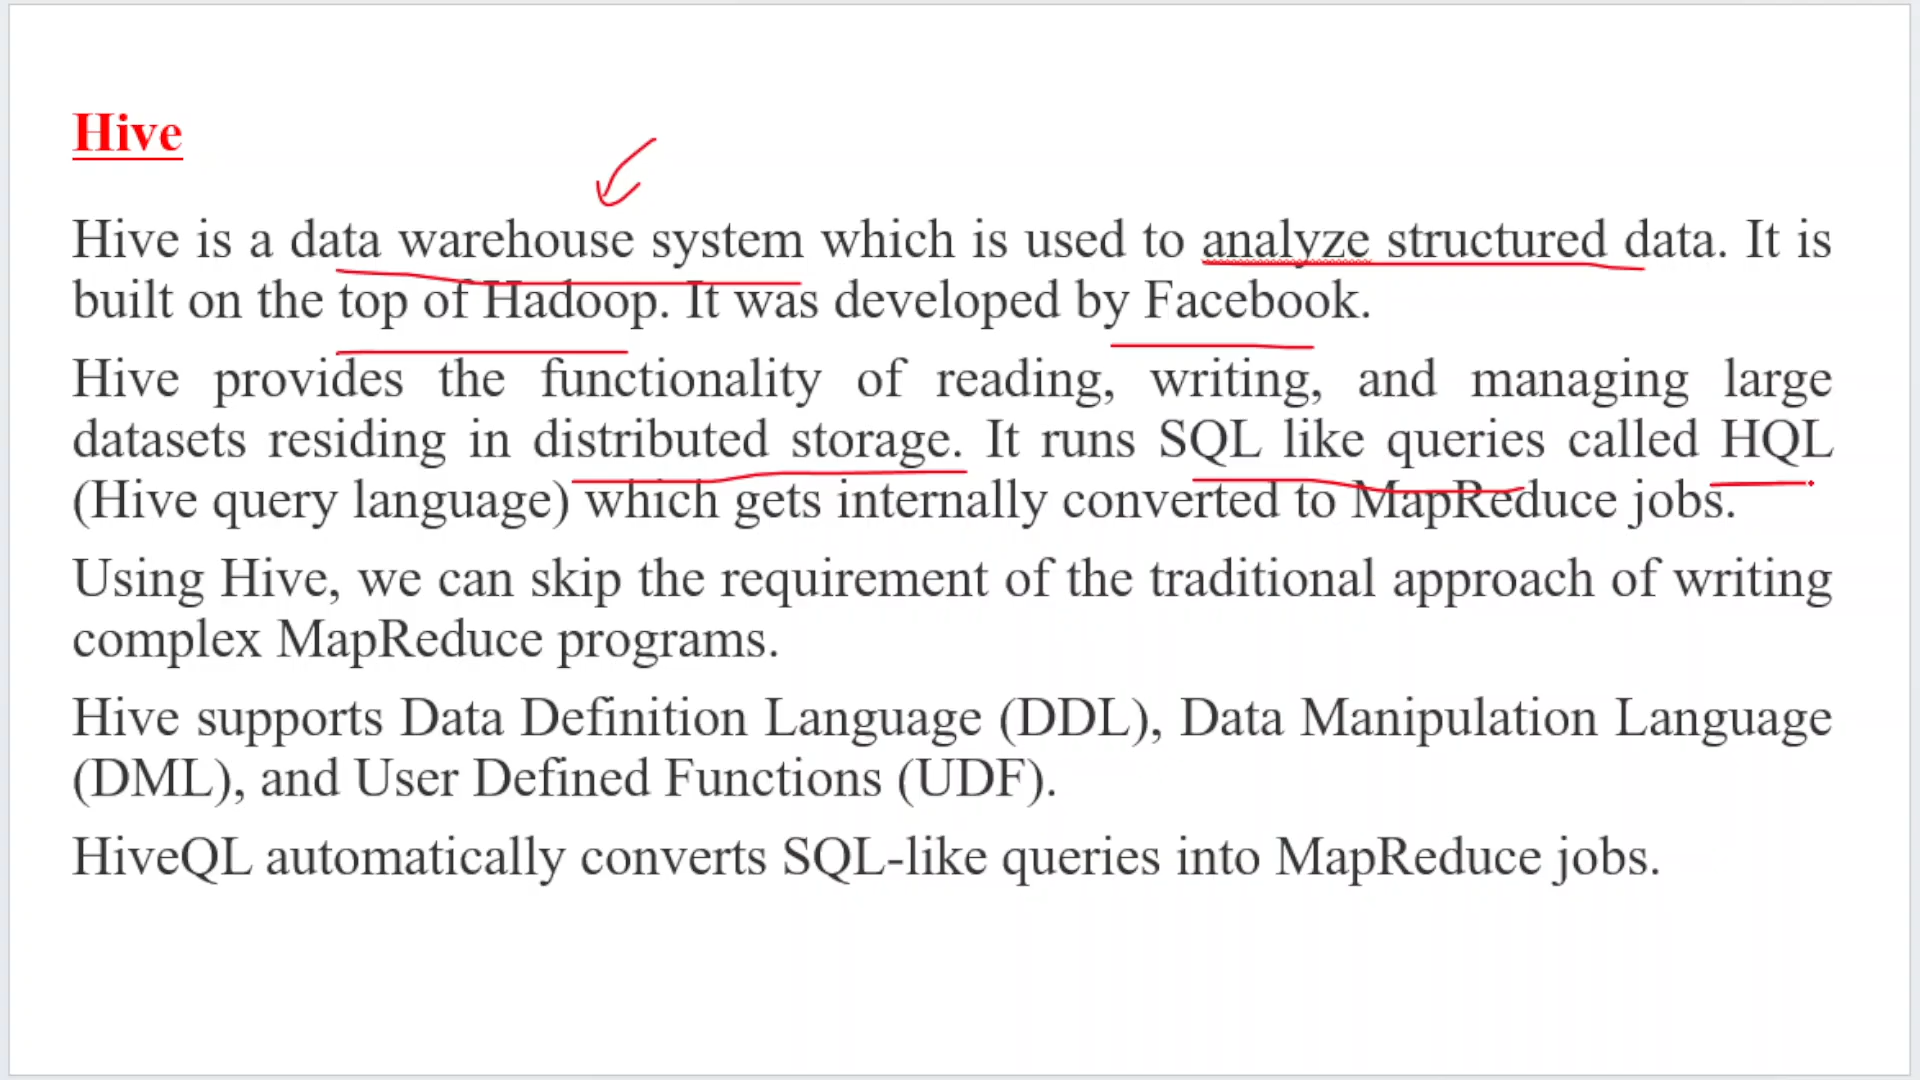 Hive
Hive is a data warehouse system which is used to analyze structured data. It is
built on the top of Hadoop. It was developed by Facebook.
Hive provides the functionality of reading, writing, and managing large
datasets residing in distributed storage. It runs SQL like queries called HQL
(Hive query language) which gets internally converted to MapReduce jobs.
Using Hive, we can skip the requirement of the traditional approach of writing
complex MapReduce programs.
Hive supports Data Definition Language (DDL), Data Manipulation Language
(DML), and User Defined Functions (UDF).
HiveQL automatically converts SQL-like queries into MapReduce jobs.